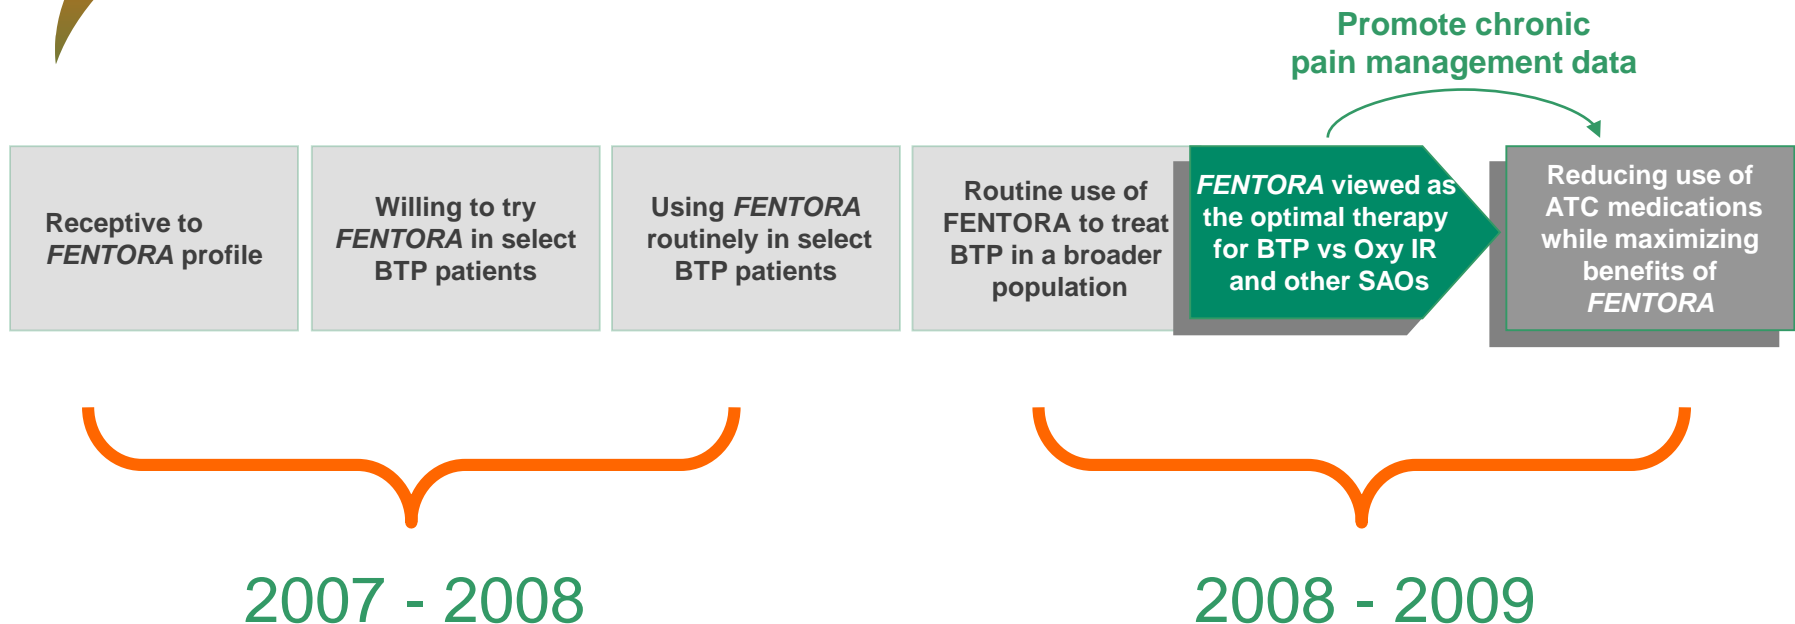 Promote chronic
pain management data
Receptive to
FENTORA profile
Willing to try
FENTORA in select
BTP patients
Using FENTORA
routinely in select
BTP patients
Routine use of
FENTORA to treat
BTP in a broader
population
FENTORA viewed as
the optimal therapy
for BTP vs Oxy IR
and other SAOs
Reducing use of
ATC medications
while maximizing
benefits of
FENTORA
2007 - 2008
2008 - 2009